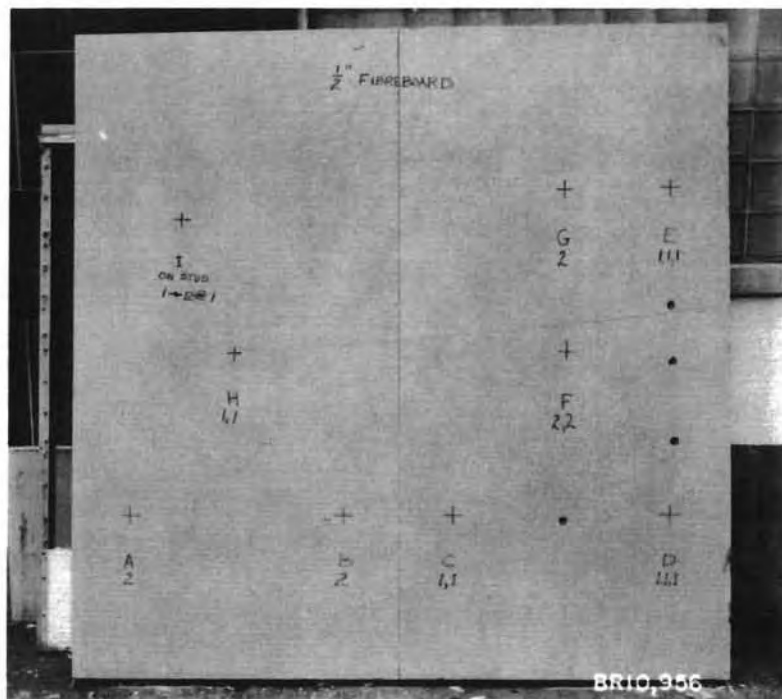 ½" FIBREBOARD
G
2
E
1,1,1
I
ON STUD
H
1,1
F
2,2
A
2
B
2
C
1,1
D
1,1,1
BR10,956